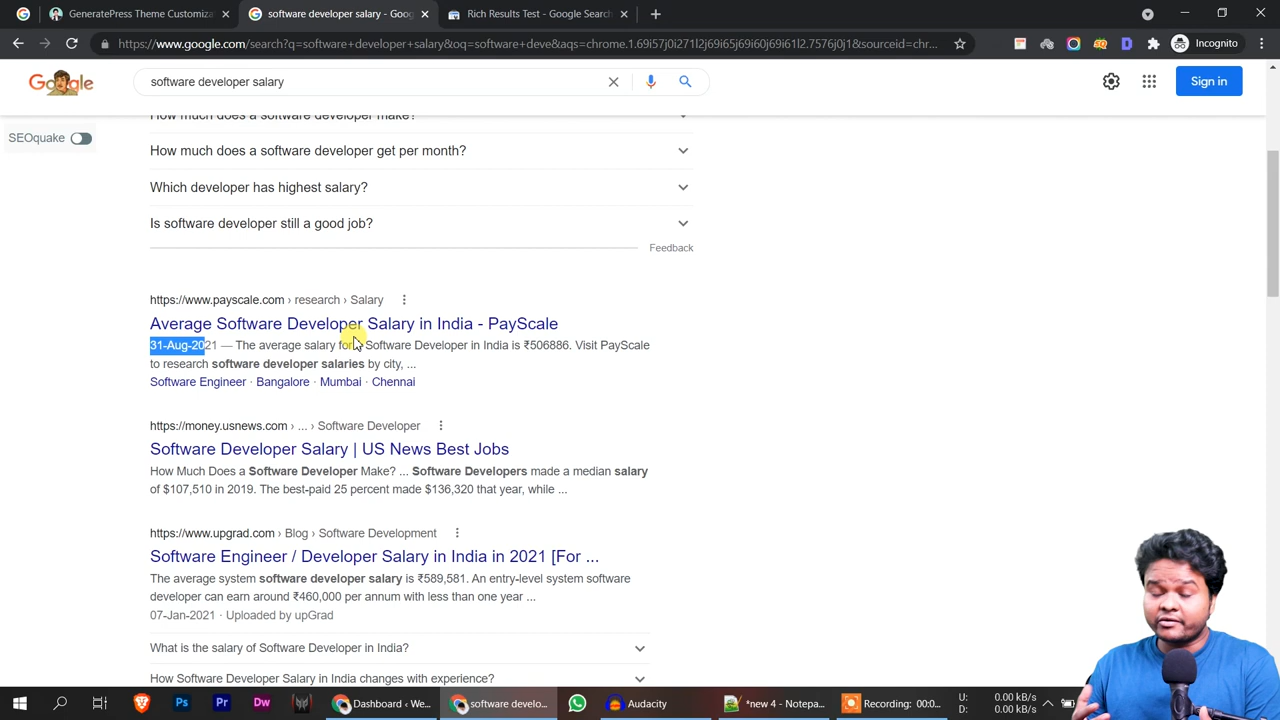 GeneratePress Theme Customizat
software developer salary - Goo
Rich Results Test - Google Search
https://www.google.com/search?q=software+developer+salary&oq=software+deve&aqs=chrome.1.69i57j0i271l2j69i65j69i60j69i61l2.7576j0j1&sourceid=chr...
Incognito
Google
software developer salary
Sign in
SEOquake
How much does a software developer make?
How much does a software developer get per month?
Which developer has highest salary?
Is software developer still a good job?
Feedback
https://www.payscale.com › research › Salary
Average Software Developer Salary in India - PayScale
31-Aug-2021 — The average salary for a Software Developer in India is ₹506886. Visit PayScale
to research software developer salaries by city, ...
Software Engineer · Bangalore · Mumbai · Chennai
https://money.usnews.com › ... › Software Developer
Software Developer Salary | US News Best Jobs
How Much Does a Software Developer Make? ... Software Developers made a median salary
of $107,510 in 2019. The best-paid 25 percent made $136,320 that year, while ...
https://www.upgrad.com › Blog › Software Development
Software Engineer / Developer Salary in India in 2021 [For ...
The average system software developer salary is ₹589,581. An entry-level system software
developer can earn around ₹460,000 per annum with less than one year ...
07-Jan-2021 · Uploaded by upGrad
What is the salary of Software Developer in India?
How Software Developer Salary in India changes with experience?
Ps
Pr
Dw
Dashboard ‹ We...
software develo...
Audacity
*new 4 - Notepa...
Recording: 00:0...
U: 0.00 kB/s
D: 0.00 kB/s